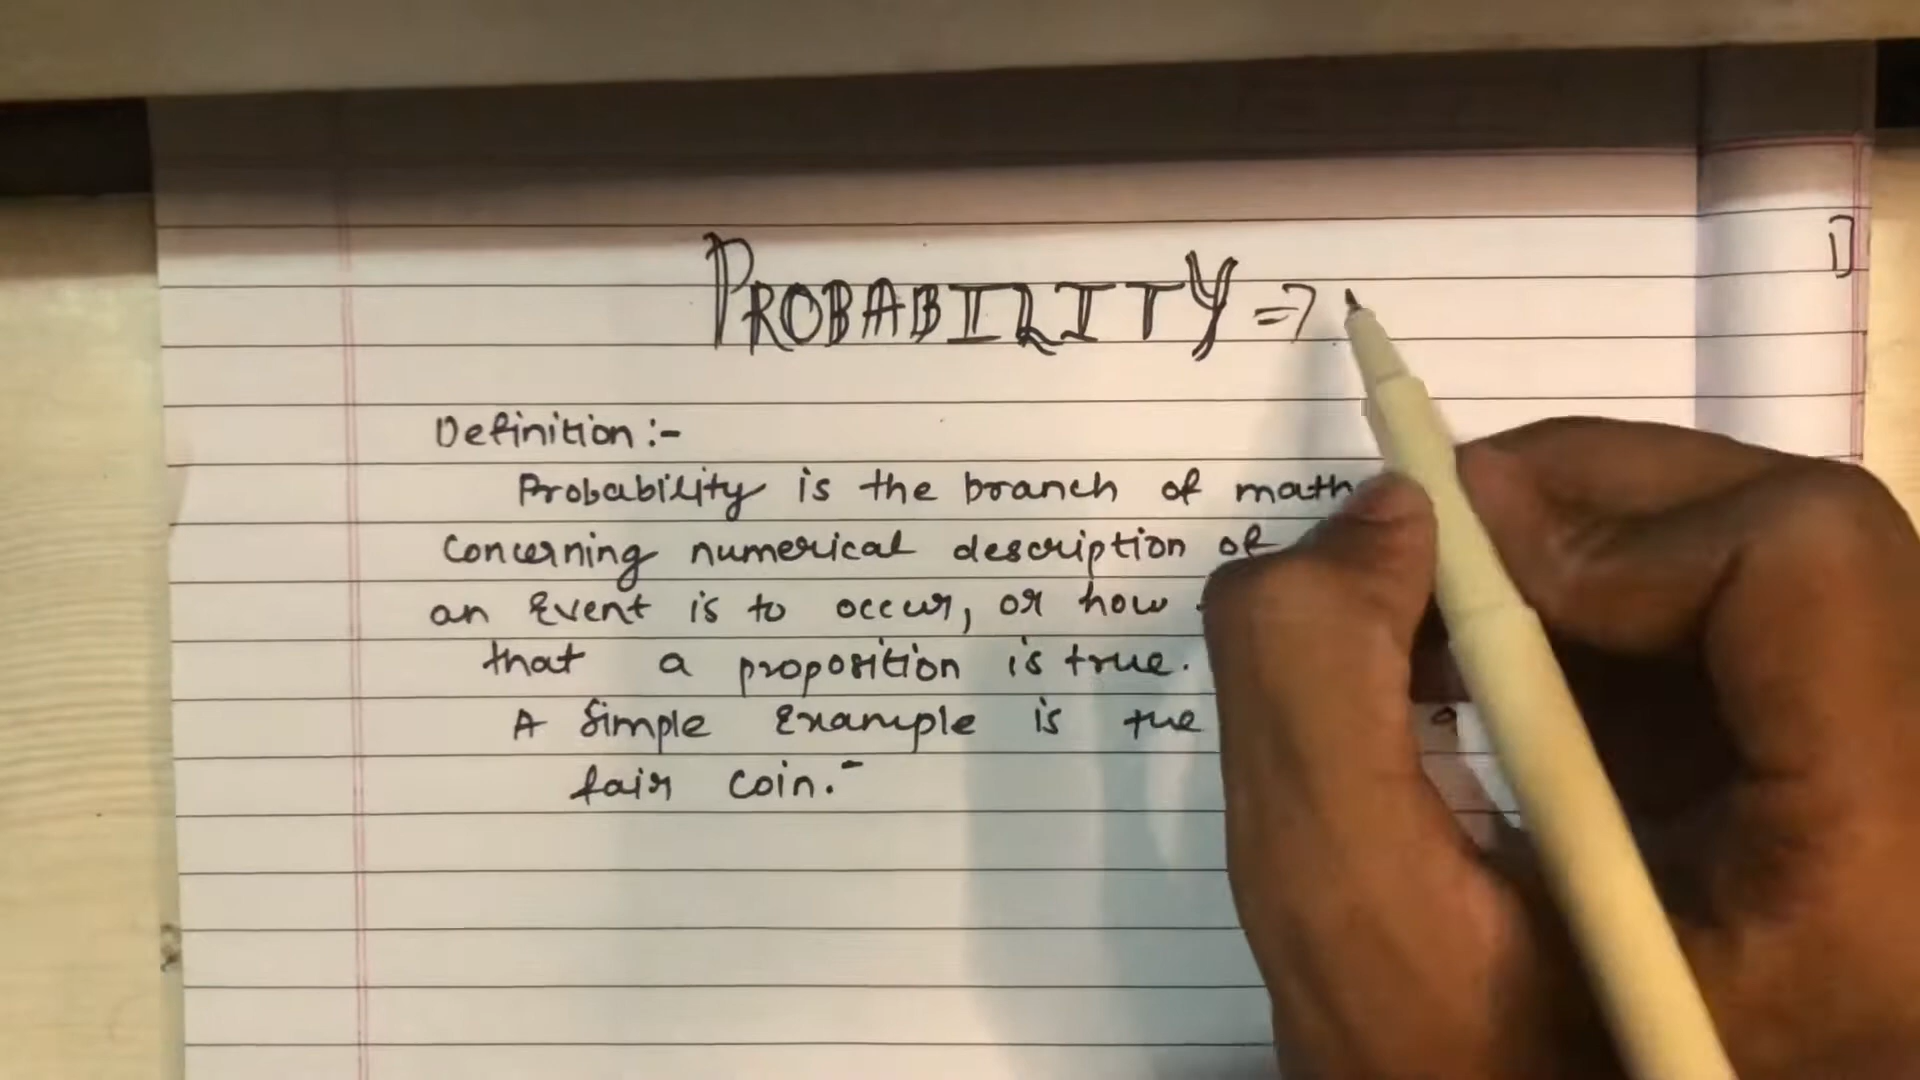 PROBABILITY =>
Definition :-
Probability is the branch of math
Concerning numerical description of
an Event is to occur, or how
that a proposition is true.
A Simple Example is the a
fair coin.-